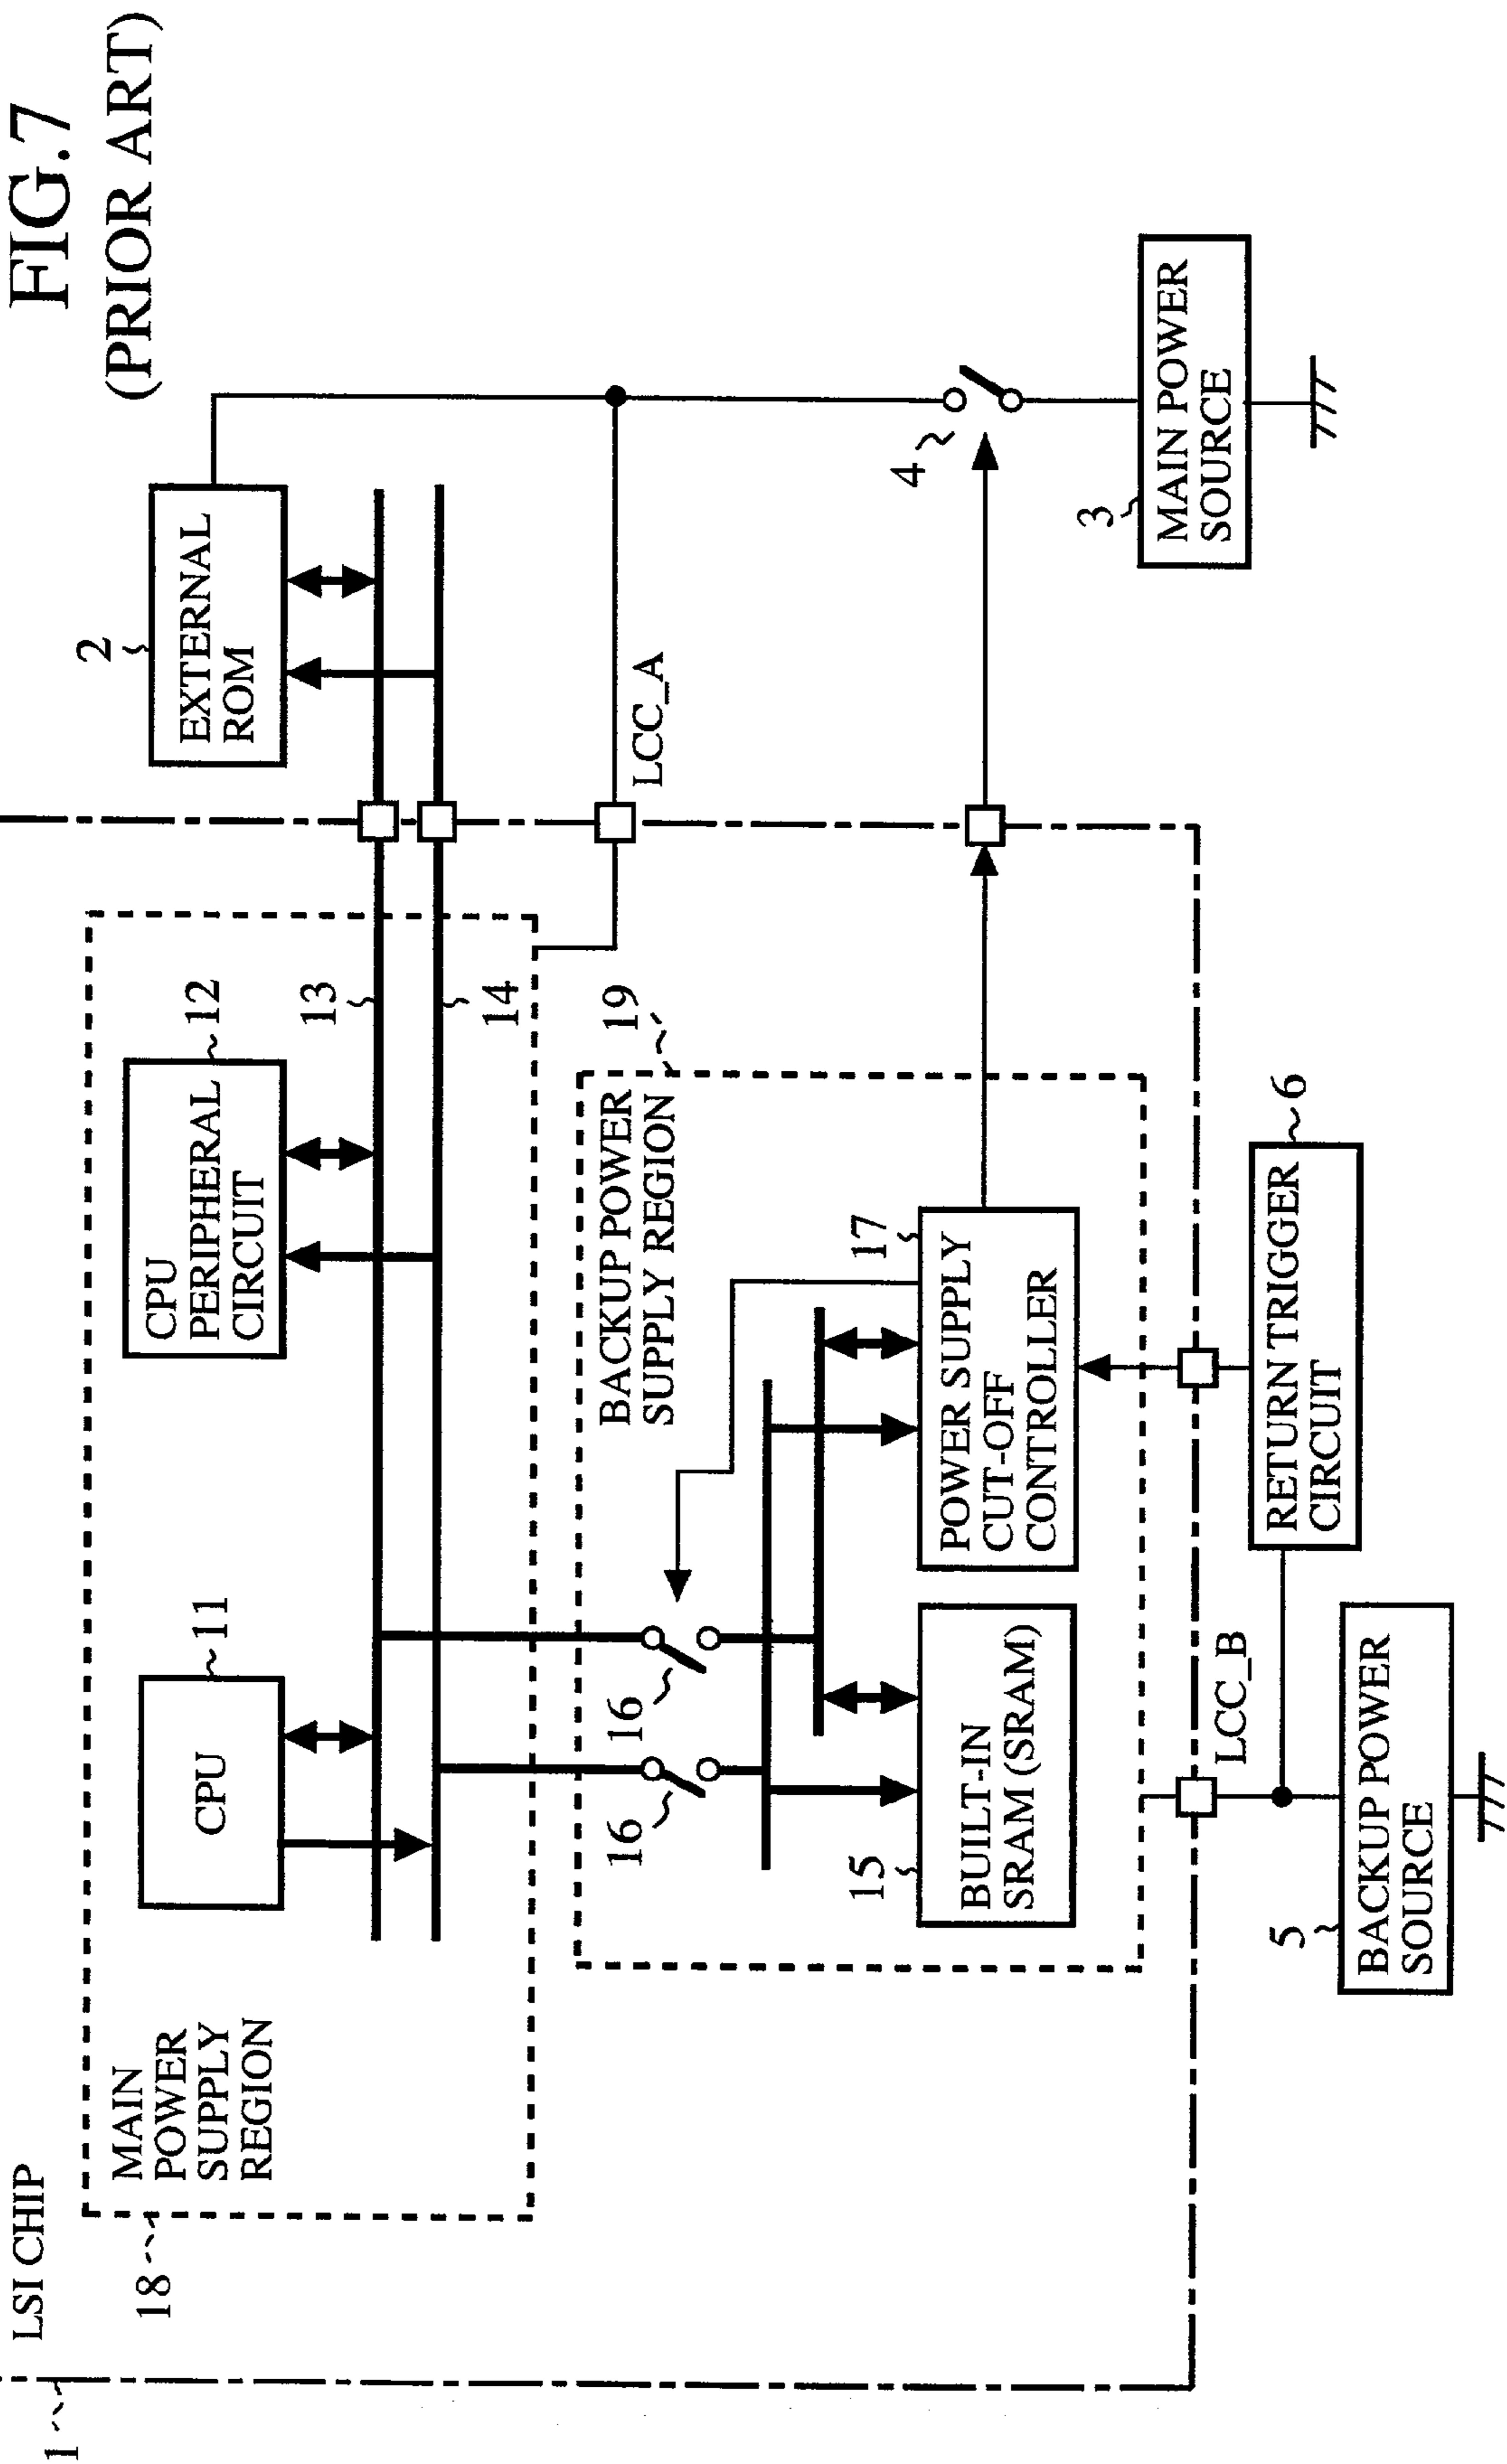 FIG.7
(PRIOR ART)
1
LSI CHIP
18
MAIN
POWER
SUPPLY
REGION
CPU
11
CPU
PERIPHERAL
CIRCUIT
12
13
14
2
EXTERNAL
ROM
LCC_A
19
BACKUP POWER
SUPPLY REGION
16
16
15
BUILT-IN
SRAM (SRAM)
17
POWER SUPPLY
CUT-OFF
CONTROLLER
4
3
MAIN POWER
SOURCE
LCC_B
5
BACKUP POWER
SOURCE
RETURN TRIGGER
CIRCUIT
6